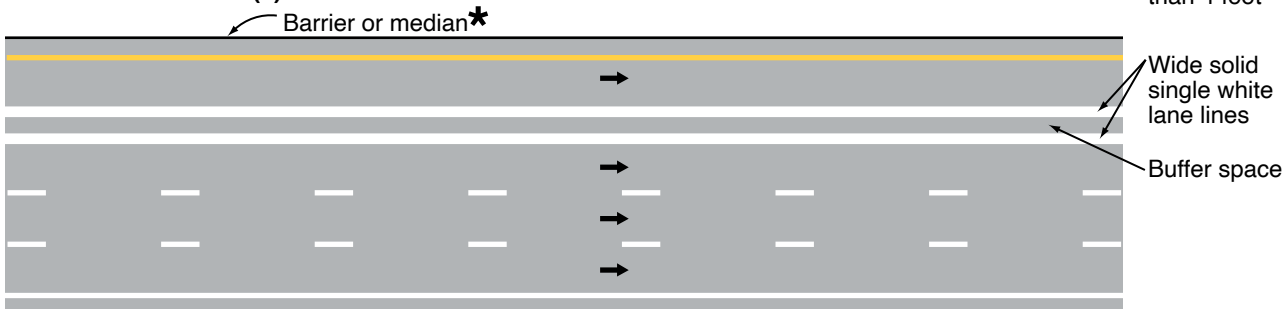 Barrier or median*
Wide solid
single white
lane lines
Buffer space